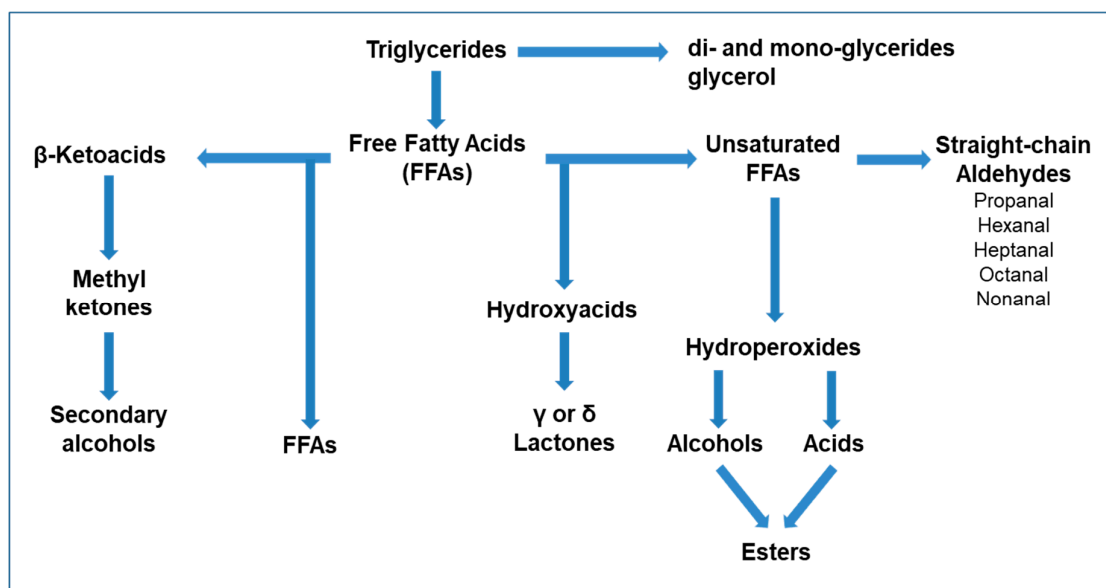 Triglycerides
di- and mono-glycerides
glycerol
β-Ketoacids
Free Fatty Acids
(FFAs)
Unsaturated
FFAs
Straight-chain
Aldehydes
Propanal
Hexanal
Heptanal
Octanal
Nonanal
Methyl
ketones
Hydroxyacids
Hydroperoxides
Secondary
alcohols
FFAs
γ or δ
Lactones
Alcohols
Acids
Esters